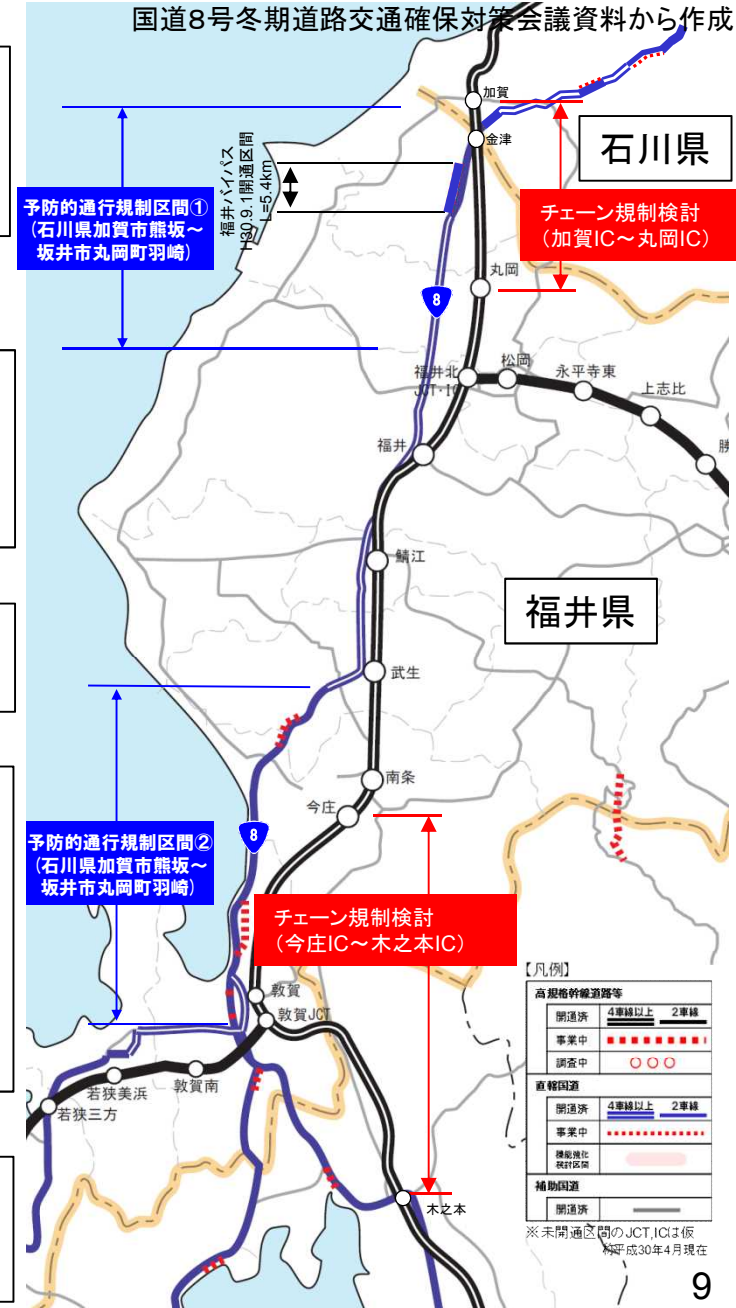 国道8号冬期道路交通確保対策会議資料から作成
加賀
金津
石川県
福井バイパス
H30.9.1開通区間
L=5.4km
予防的通行規制区間①
(石川県加賀市熊坂～
坂井市丸岡町羽崎)
チェーン規制検討
(加賀IC～丸岡IC)
丸岡
8
福井北
JCT・IC
松岡
永平寺東
上志比
勝
福井
鯖江
福井県
武生
南条
今庄
8
予防的通行規制区間②
(石川県加賀市熊坂～
坂井市丸岡町羽崎)
チェーン規制検討
(今庄IC～木之本IC)
敦賀
敦賀JCT
敦賀南
若狭美浜
若狭三方
木之本
【凡例】
高規格幹線道路等
開通済 4車線以上 2車線
事業中
調査中
直轄国道
開通済 4車線以上 2車線
事業中
機能強化
検討区間
補助国道
開通済
※未開通区間のJCT,ICは仮
称平成30年4月現在
9